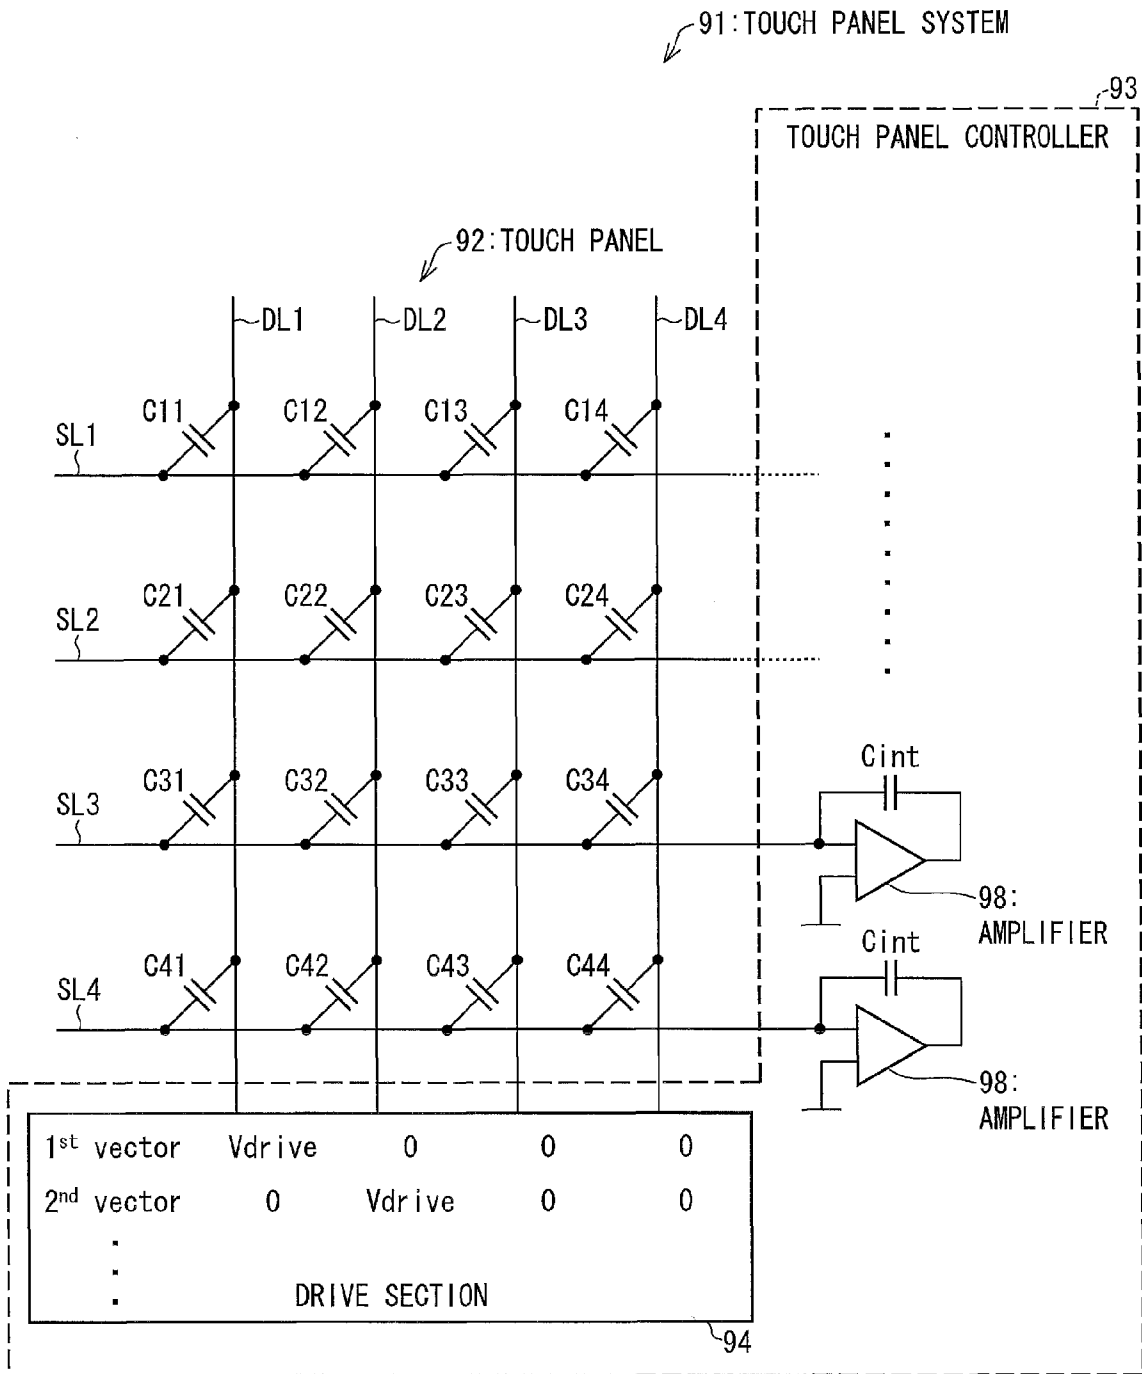 91:TOUCH PANEL SYSTEM
93
TOUCH PANEL CONTROLLER
92:TOUCH PANEL
DL1 DL2 DL3 DL4
C11 C12 C13 C14
SL1
C21 C22 C23 C24
SL2
Cint
C31 C32 C33 C34
SL3
98:
AMPLIFIER
Cint
C41 C42 C43 C44
SL4
98:
AMPLIFIER
1st vector Vdrive 0 0 0
2nd vector 0 Vdrive 0 0
DRIVE SECTION
94